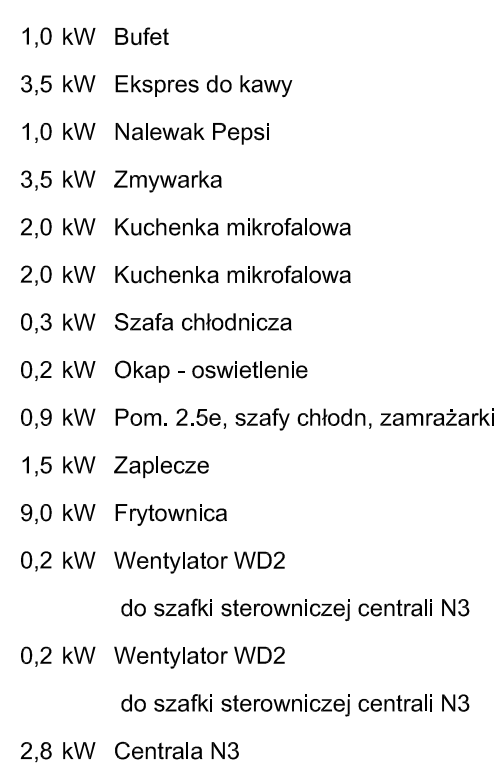 1,0 kW Bufet
3,5 kW Ekspres do kawy
1,0 kW Nalewak Pepsi
3,5 kW Zmywarka
2,0 kW Kuchenka mikrofalowa
2,0 kW Kuchenka mikrofalowa
0,3 kW Szafa chłodnicza
0,2 kW Okap - oswietlenie
0,9 kW Pom. 2.5e, szafy chłodn, zamrażarki
1,5 kW Zaplecze
9,0 kW Frytownica
0,2 kW Wentylator WD2
do szafki sterowniczej centrali N3
0,2 kW Wentylator WD2
do szafki sterowniczej centrali N3
2,8 kW Centrala N3